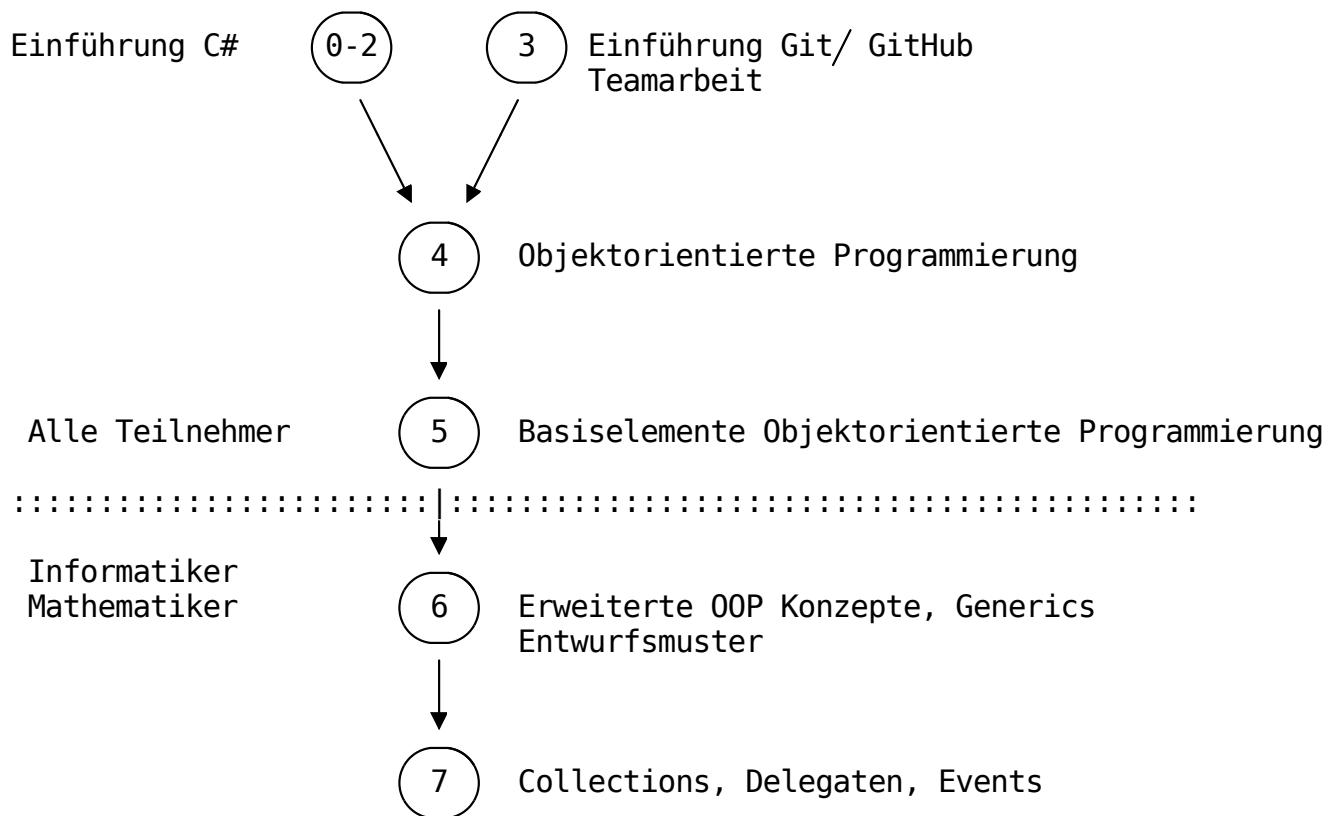 Einführung C# 0-2 3 Einführung Git/ GitHub
Teamarbeit
4 Objektorientierte Programmierung
Alle Teilnehmer 5 Basiselemente Objektorientierte Programmierung
:::::::::::::::::::::::::|:::::::::::::::::::::::::::::::::::::::::::
Informatiker
Mathematiker 6 Erweiterte OOP Konzepte, Generics
Entwurfsmuster
7 Collections, Delegaten, Events